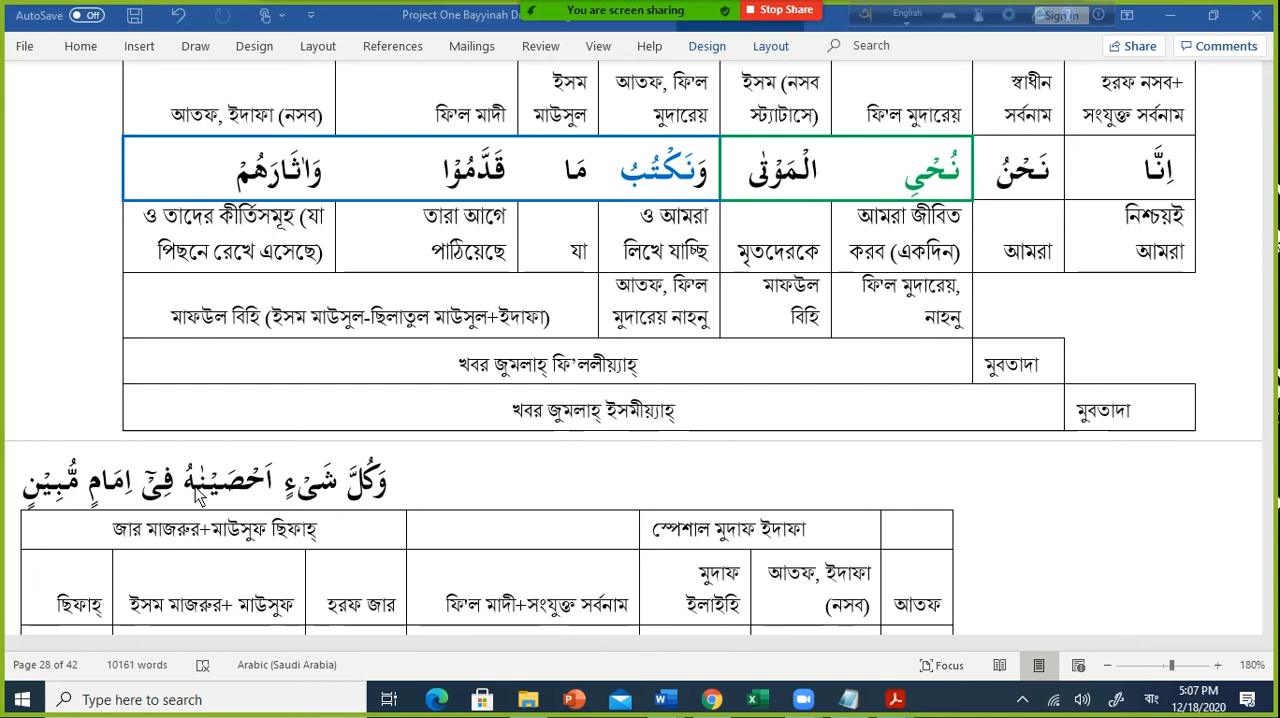 AutoSave Off
Project One Bayyinah D
You are screen sharing
Stop Share
English
Sign in
File Home Insert Draw Design Layout References Mailings Review View Help Design Layout Search Share Comments
হরফ নসব+ সংযুক্ত সর্বনাম
স্বাধীন সর্বনাম
ফি'ল মুদারেয়
ইসম (নসব স্ট্যাটাসে)
আতফ, ফি'ল মুদারেয়
ইসম মাউসুল
ফি'ল মাদী
আতফ, ইদাফা (নসব)
اِنَّا نَحْنُ نُحْيِ الْمَوْتٰى وَنَكْتُبُ مَا قَدَّمُوْا وَاٰثَارَهُمْ
নিশ্চয়ই আমরা
আমরা
আমরা জীবিত করব (একদিন)
মৃতদেরকে
ও আমরা লিখে যাচ্ছি
যা
তারা আগে পাঠিয়েছে
ও তাদের কীর্তিসমূহ (যা পিছনে রেখে এসেছে)
ফি'ল মুদারেয়, নাহনু
মাফউল বিহি
আতফ, ফি'ল মুদারেয় নাহনু
মাফউল বিহি (ইসম মাউসুল-ছিলাতুল মাউসুল+ইদাফা)
মুবতাদা
খবর জুমলাহ্ ফি'ললীয়্যাহ্
মুবতাদা
খবর জুমলাহ্ ইসমীয়্যাহ্
وَكُلَّ شَىْءٍ اَحْصَيْنٰهُ فِىْٓ اِمَامٍ مُّبِيْنٍ
স্পেশাল মুদাফ ইদাফা
জার মাজরুর+মাউসুফ ছিফাহ্
আতফ
আতফ, ইদাফা (নসব)
মুদাফ ইলাইহি
ফি'ল মাদী+সংযুক্ত সর্বনাম
হরফ জার
ইসম মাজরুর+ মাউসুফ
ছিফাহ্
Page 28 of 42 10161 words Arabic (Saudi Arabia) Focus 180%
Type here to search
বাং
5:07 PM
12/18/2020